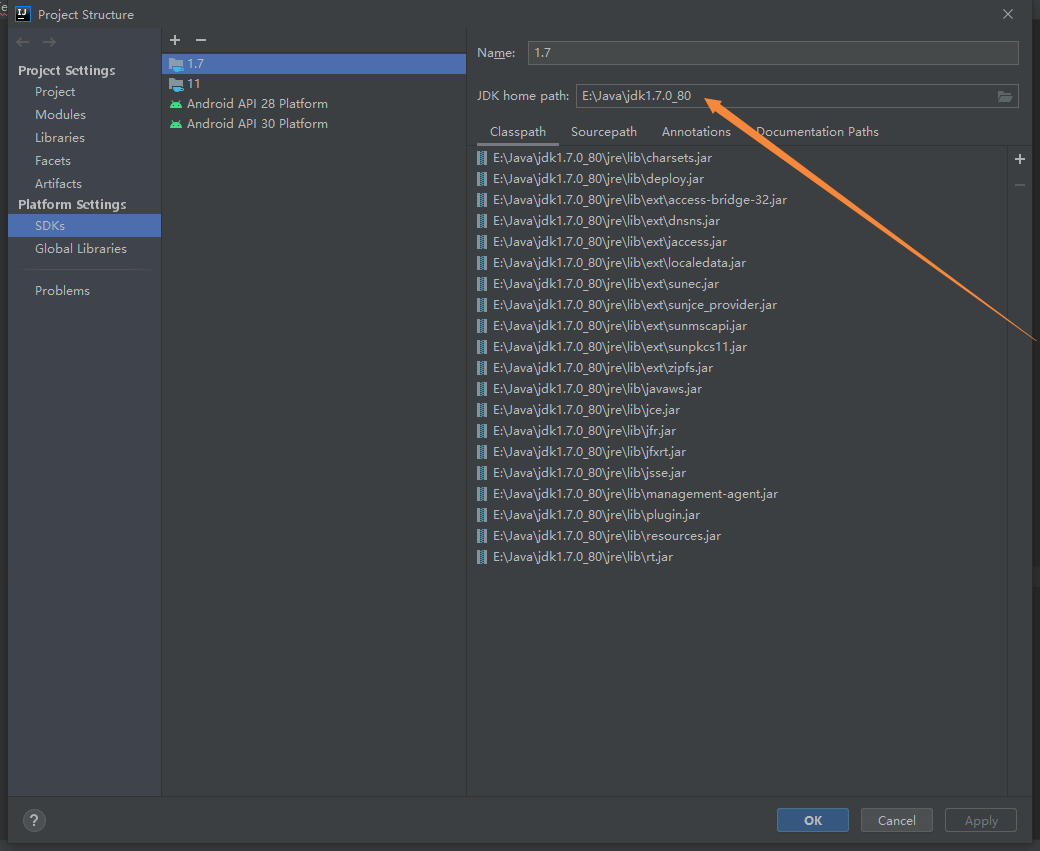 Project Structure
Project Settings
Project
Modules
Libraries
Facets
Artifacts
Platform Settings
SDKs
Global Libraries
Problems
1.7
11
Android API 28 Platform
Android API 30 Platform
Name: 1.7
JDK home path: E:\Java\jdk1.7.0_80
Classpath Sourcepath Annotations Documentation Paths
E:\Java\jdk1.7.0_80\jre\lib\charsets.jar
E:\Java\jdk1.7.0_80\jre\lib\deploy.jar
E:\Java\jdk1.7.0_80\jre\lib\ext\access-bridge-32.jar
E:\Java\jdk1.7.0_80\jre\lib\ext\dnsns.jar
E:\Java\jdk1.7.0_80\jre\lib\ext\jaccess.jar
E:\Java\jdk1.7.0_80\jre\lib\ext\localedata.jar
E:\Java\jdk1.7.0_80\jre\lib\ext\sunec.jar
E:\Java\jdk1.7.0_80\jre\lib\ext\sunjce_provider.jar
E:\Java\jdk1.7.0_80\jre\lib\ext\sunmscapi.jar
E:\Java\jdk1.7.0_80\jre\lib\ext\sunpkcs11.jar
E:\Java\jdk1.7.0_80\jre\lib\ext\zipfs.jar
E:\Java\jdk1.7.0_80\jre\lib\javaws.jar
E:\Java\jdk1.7.0_80\jre\lib\jce.jar
E:\Java\jdk1.7.0_80\jre\lib\jfr.jar
E:\Java\jdk1.7.0_80\jre\lib\jfxrt.jar
E:\Java\jdk1.7.0_80\jre\lib\jsse.jar
E:\Java\jdk1.7.0_80\jre\lib\management-agent.jar
E:\Java\jdk1.7.0_80\jre\lib\plugin.jar
E:\Java\jdk1.7.0_80\jre\lib\resources.jar
E:\Java\jdk1.7.0_80\jre\lib\rt.jar
? OK Cancel Apply